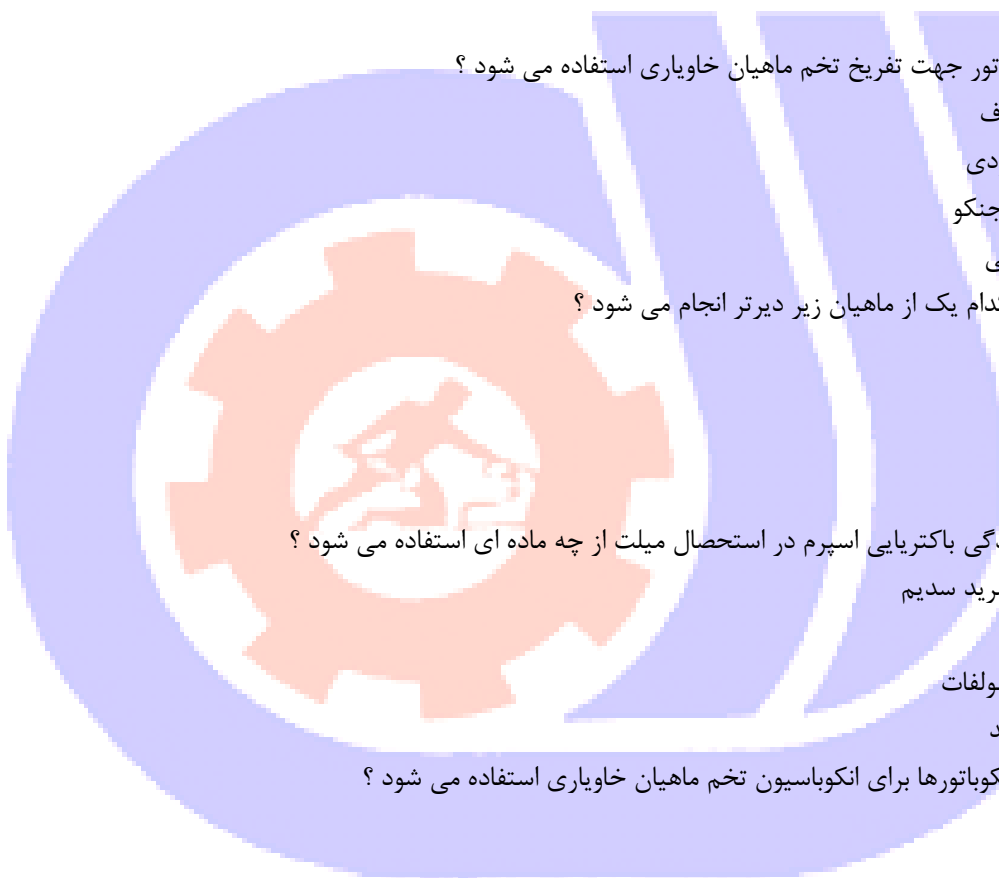 تور جهت تفریخ تخم ماهیان خاویاری استفاده می شود ؟
ف
ادی
جنکو
ی
کدام یک از ماهیان زیر دیرتر انجام می شود ؟
گی باکتریایی اسپرم در استحصال میلت از چه ماده ای استفاده می شود ؟
رید سدیم
ولفات
د
کوباتورها برای انکوباسیون تخم ماهیان خاویاری استفاده می شود ؟